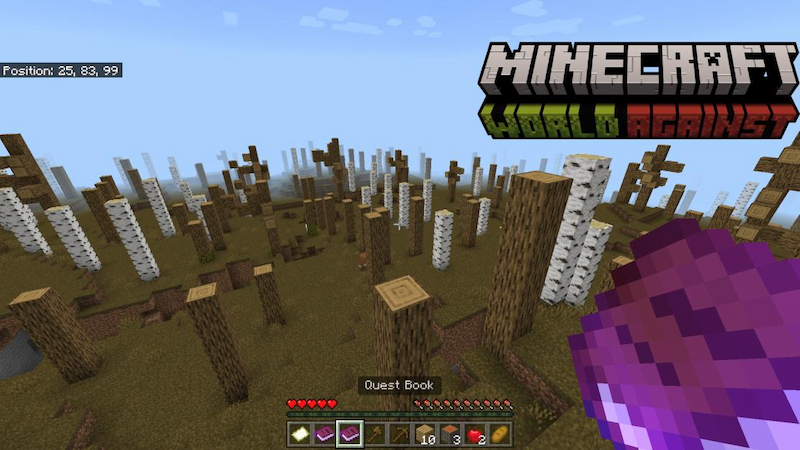 MINECRAFT
WORLD AGAINST
Position: 25, 83, 99
Quest Book
10
3
2